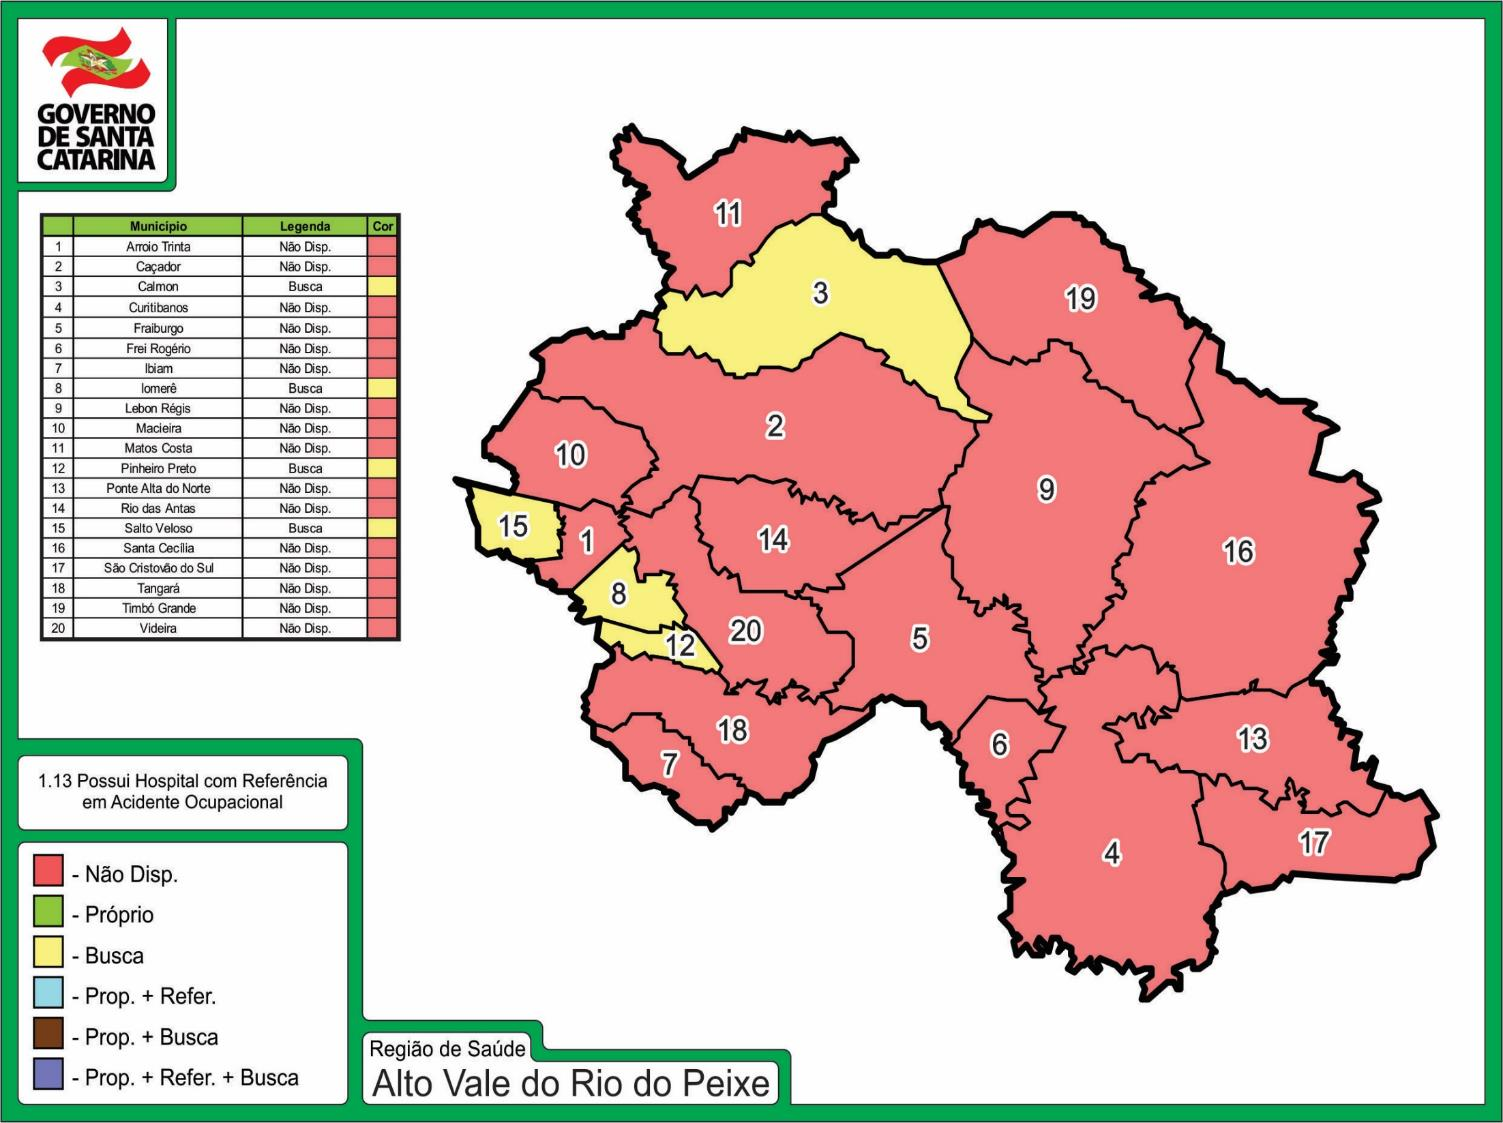 GOVERNO
DE SANTA
CATARINA
Município Legenda Cor
1 Arroio Trinta Não Disp.
2 Caçador Não Disp.
3 Calmon Busca
4 Curitibanos Não Disp.
5 Fraiburgo Não Disp.
6 Frei Rogério Não Disp.
7 Ibiam Não Disp.
8 Iomerê Busca
9 Lebon Régis Não Disp.
10 Macieira Não Disp.
11 Matos Costa Não Disp.
12 Pinheiro Preto Busca
13 Ponte Alta do Norte Não Disp.
14 Rio das Antas Não Disp.
15 Salto Veloso Busca
16 Santa Cecília Não Disp.
17 São Cristovão do Sul Não Disp.
18 Tangará Não Disp.
19 Timbó Grande Não Disp.
20 Videira Não Disp.
11
3
19
2
10
9
15
1
14
16
8
12
20
5
18
7
6
13
4
17
1.13 Possui Hospital com Referência
em Acidente Ocupacional
- Não Disp.
- Próprio
- Busca
- Prop. + Refer.
- Prop. + Busca
- Prop. + Refer. + Busca
Região de Saúde
Alto Vale do Rio do Peixe